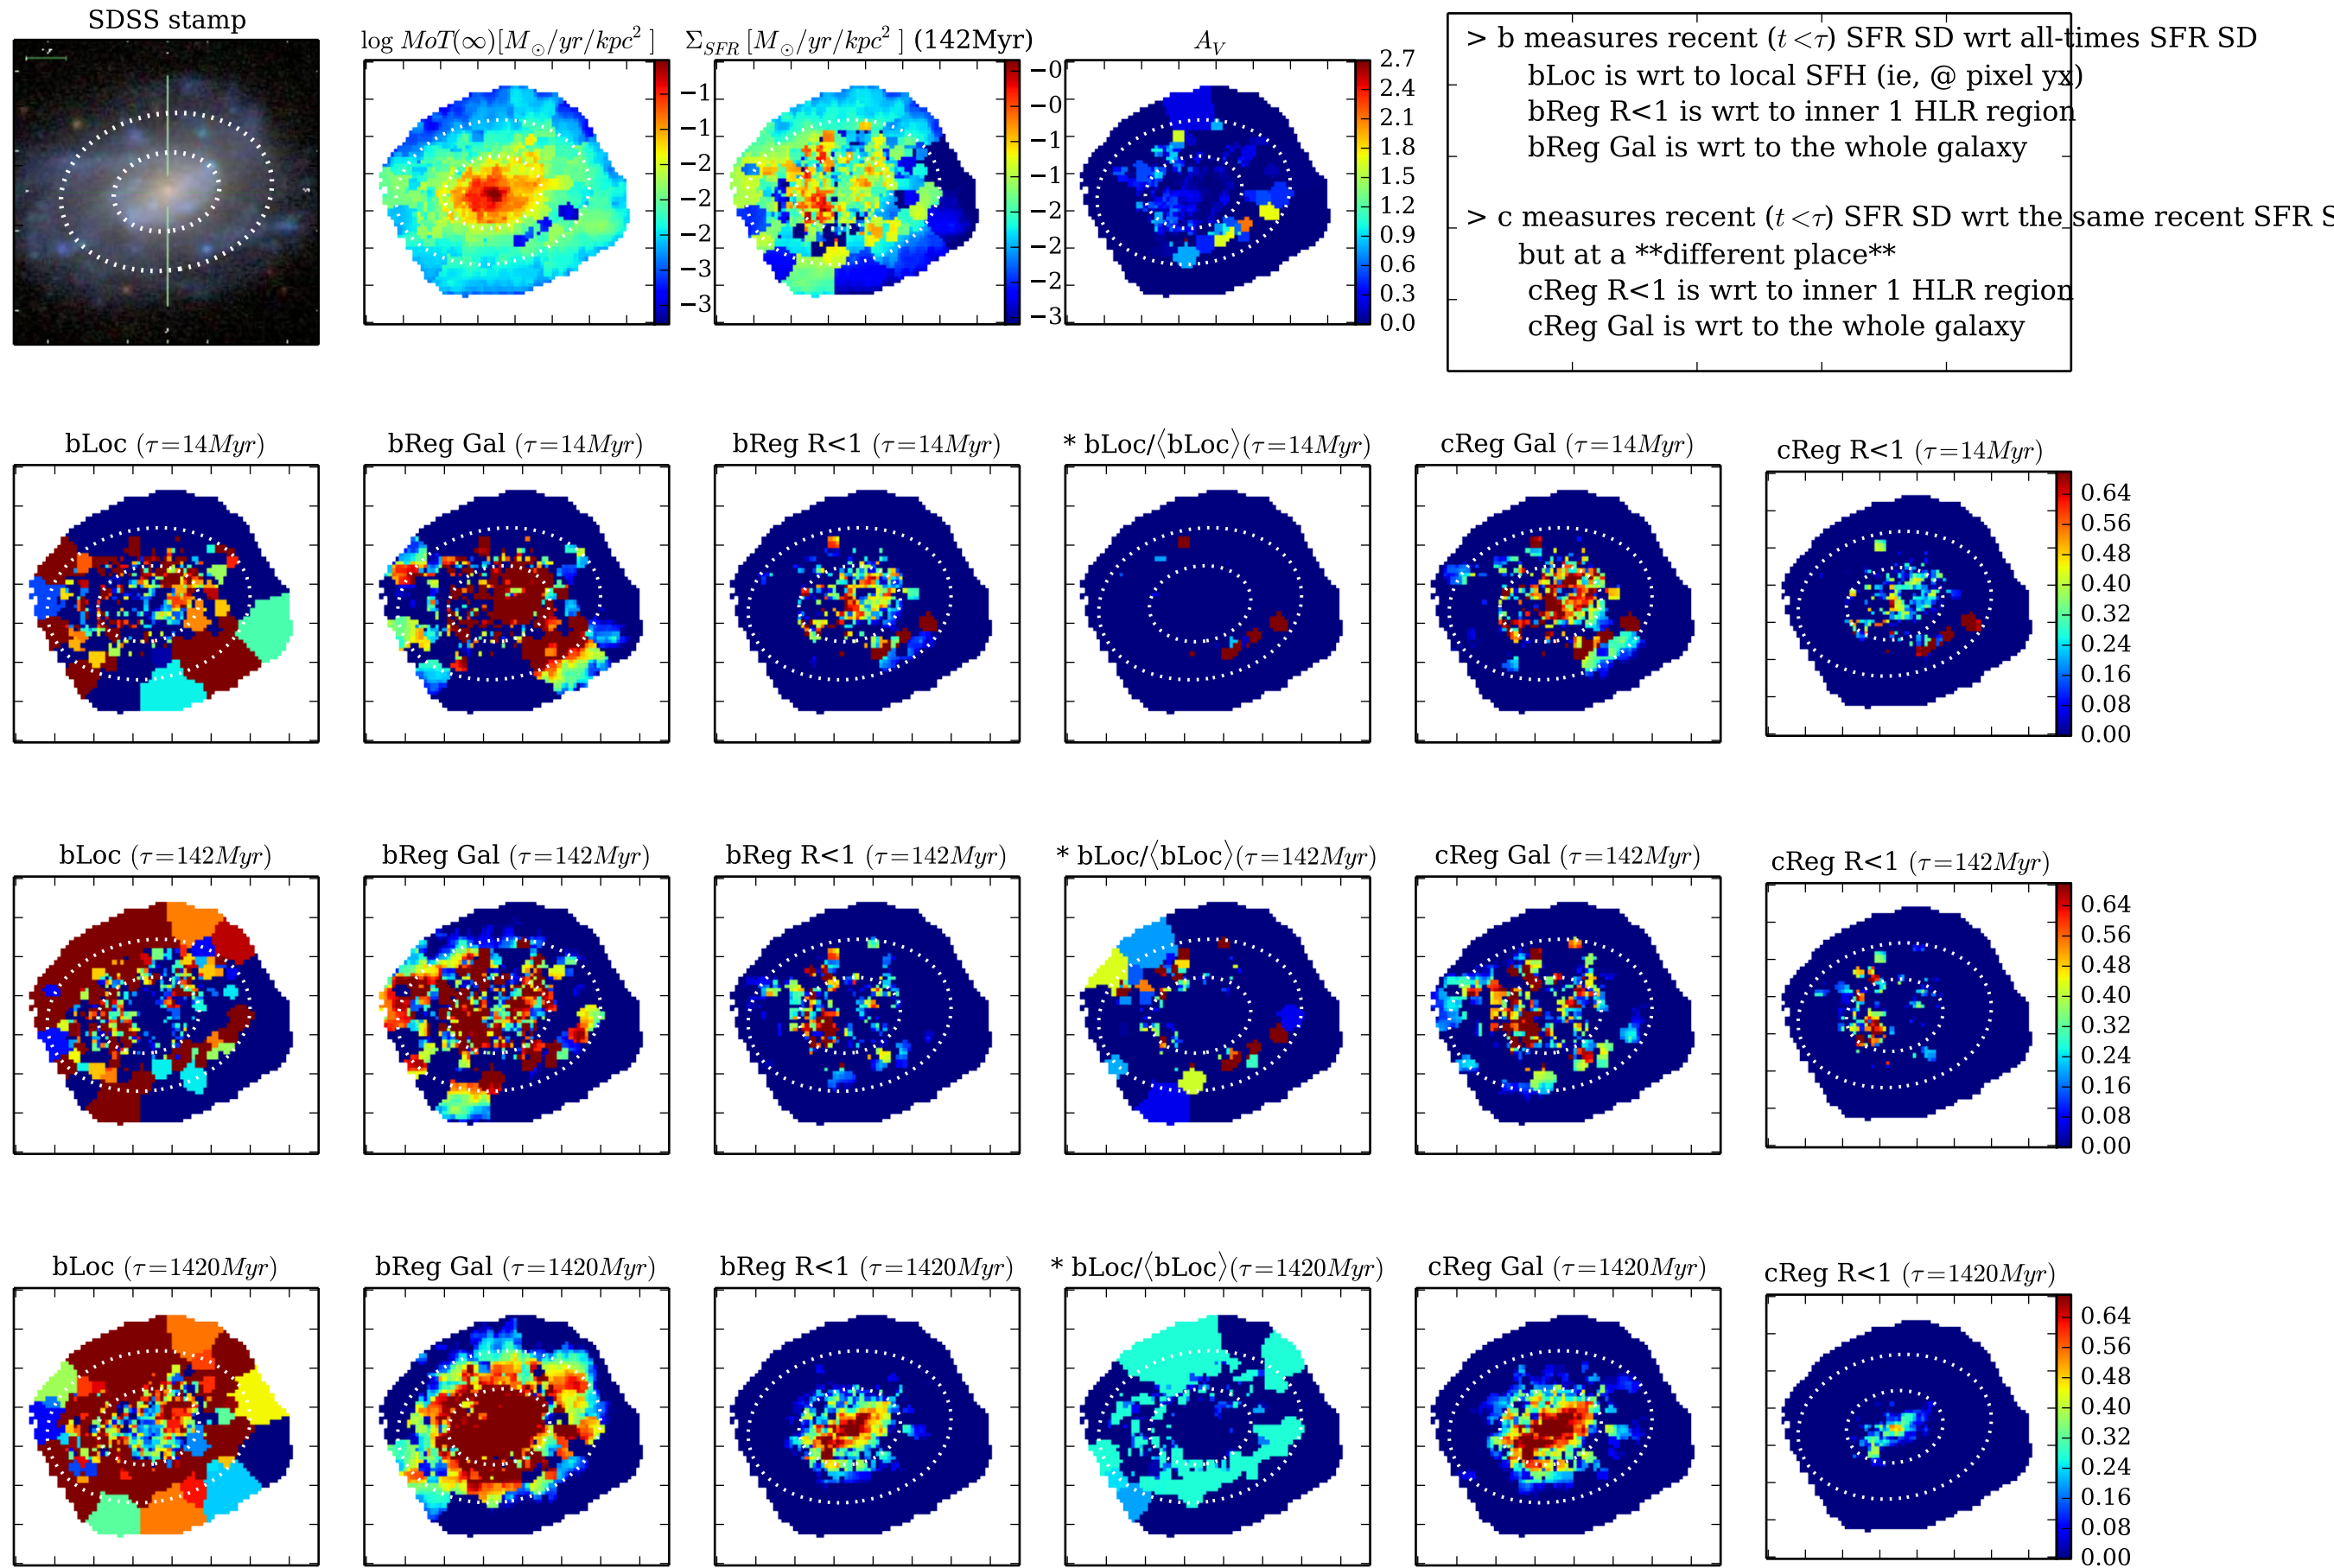 SDSS stamp
log MoT(∞)[M⊙/yr/kpc² ]
Σ_SFR [M⊙/yr/kpc² ] (142Myr)
A_V
−1
−1
−2
−2
−2
−3
−3
−0
−0
−1
−1
−2
−2
−2
−3
2.7
2.4
2.1
1.8
1.5
1.2
0.9
0.6
0.3
0.0
> b measures recent (t <τ) SFR SD wrt all-times SFR SD
bLoc is wrt to local SFH (ie, @ pixel yx)
bReg R<1 is wrt to inner 1 HLR region
bReg Gal is wrt to the whole galaxy
> c measures recent (t <τ) SFR SD wrt the same recent SFR S
but at a **different place**
cReg R<1 is wrt to inner 1 HLR region
cReg Gal is wrt to the whole galaxy
bLoc (τ=14Myr)
bReg Gal (τ=14Myr)
bReg R<1 (τ=14Myr)
* bLoc/⟨bLoc⟩(τ=14Myr)
cReg Gal (τ=14Myr)
cReg R<1 (τ=14Myr)
0.64
0.56
0.48
0.40
0.32
0.24
0.16
0.08
0.00
bLoc (τ=142Myr)
bReg Gal (τ=142Myr)
bReg R<1 (τ=142Myr)
* bLoc/⟨bLoc⟩(τ=142Myr)
cReg Gal (τ=142Myr)
cReg R<1 (τ=142Myr)
0.64
0.56
0.48
0.40
0.32
0.24
0.16
0.08
0.00
bLoc (τ=1420Myr)
bReg Gal (τ=1420Myr)
bReg R<1 (τ=1420Myr)
* bLoc/⟨bLoc⟩(τ=1420Myr)
cReg Gal (τ=1420Myr)
cReg R<1 (τ=1420Myr)
0.64
0.56
0.48
0.40
0.32
0.24
0.16
0.08
0.00